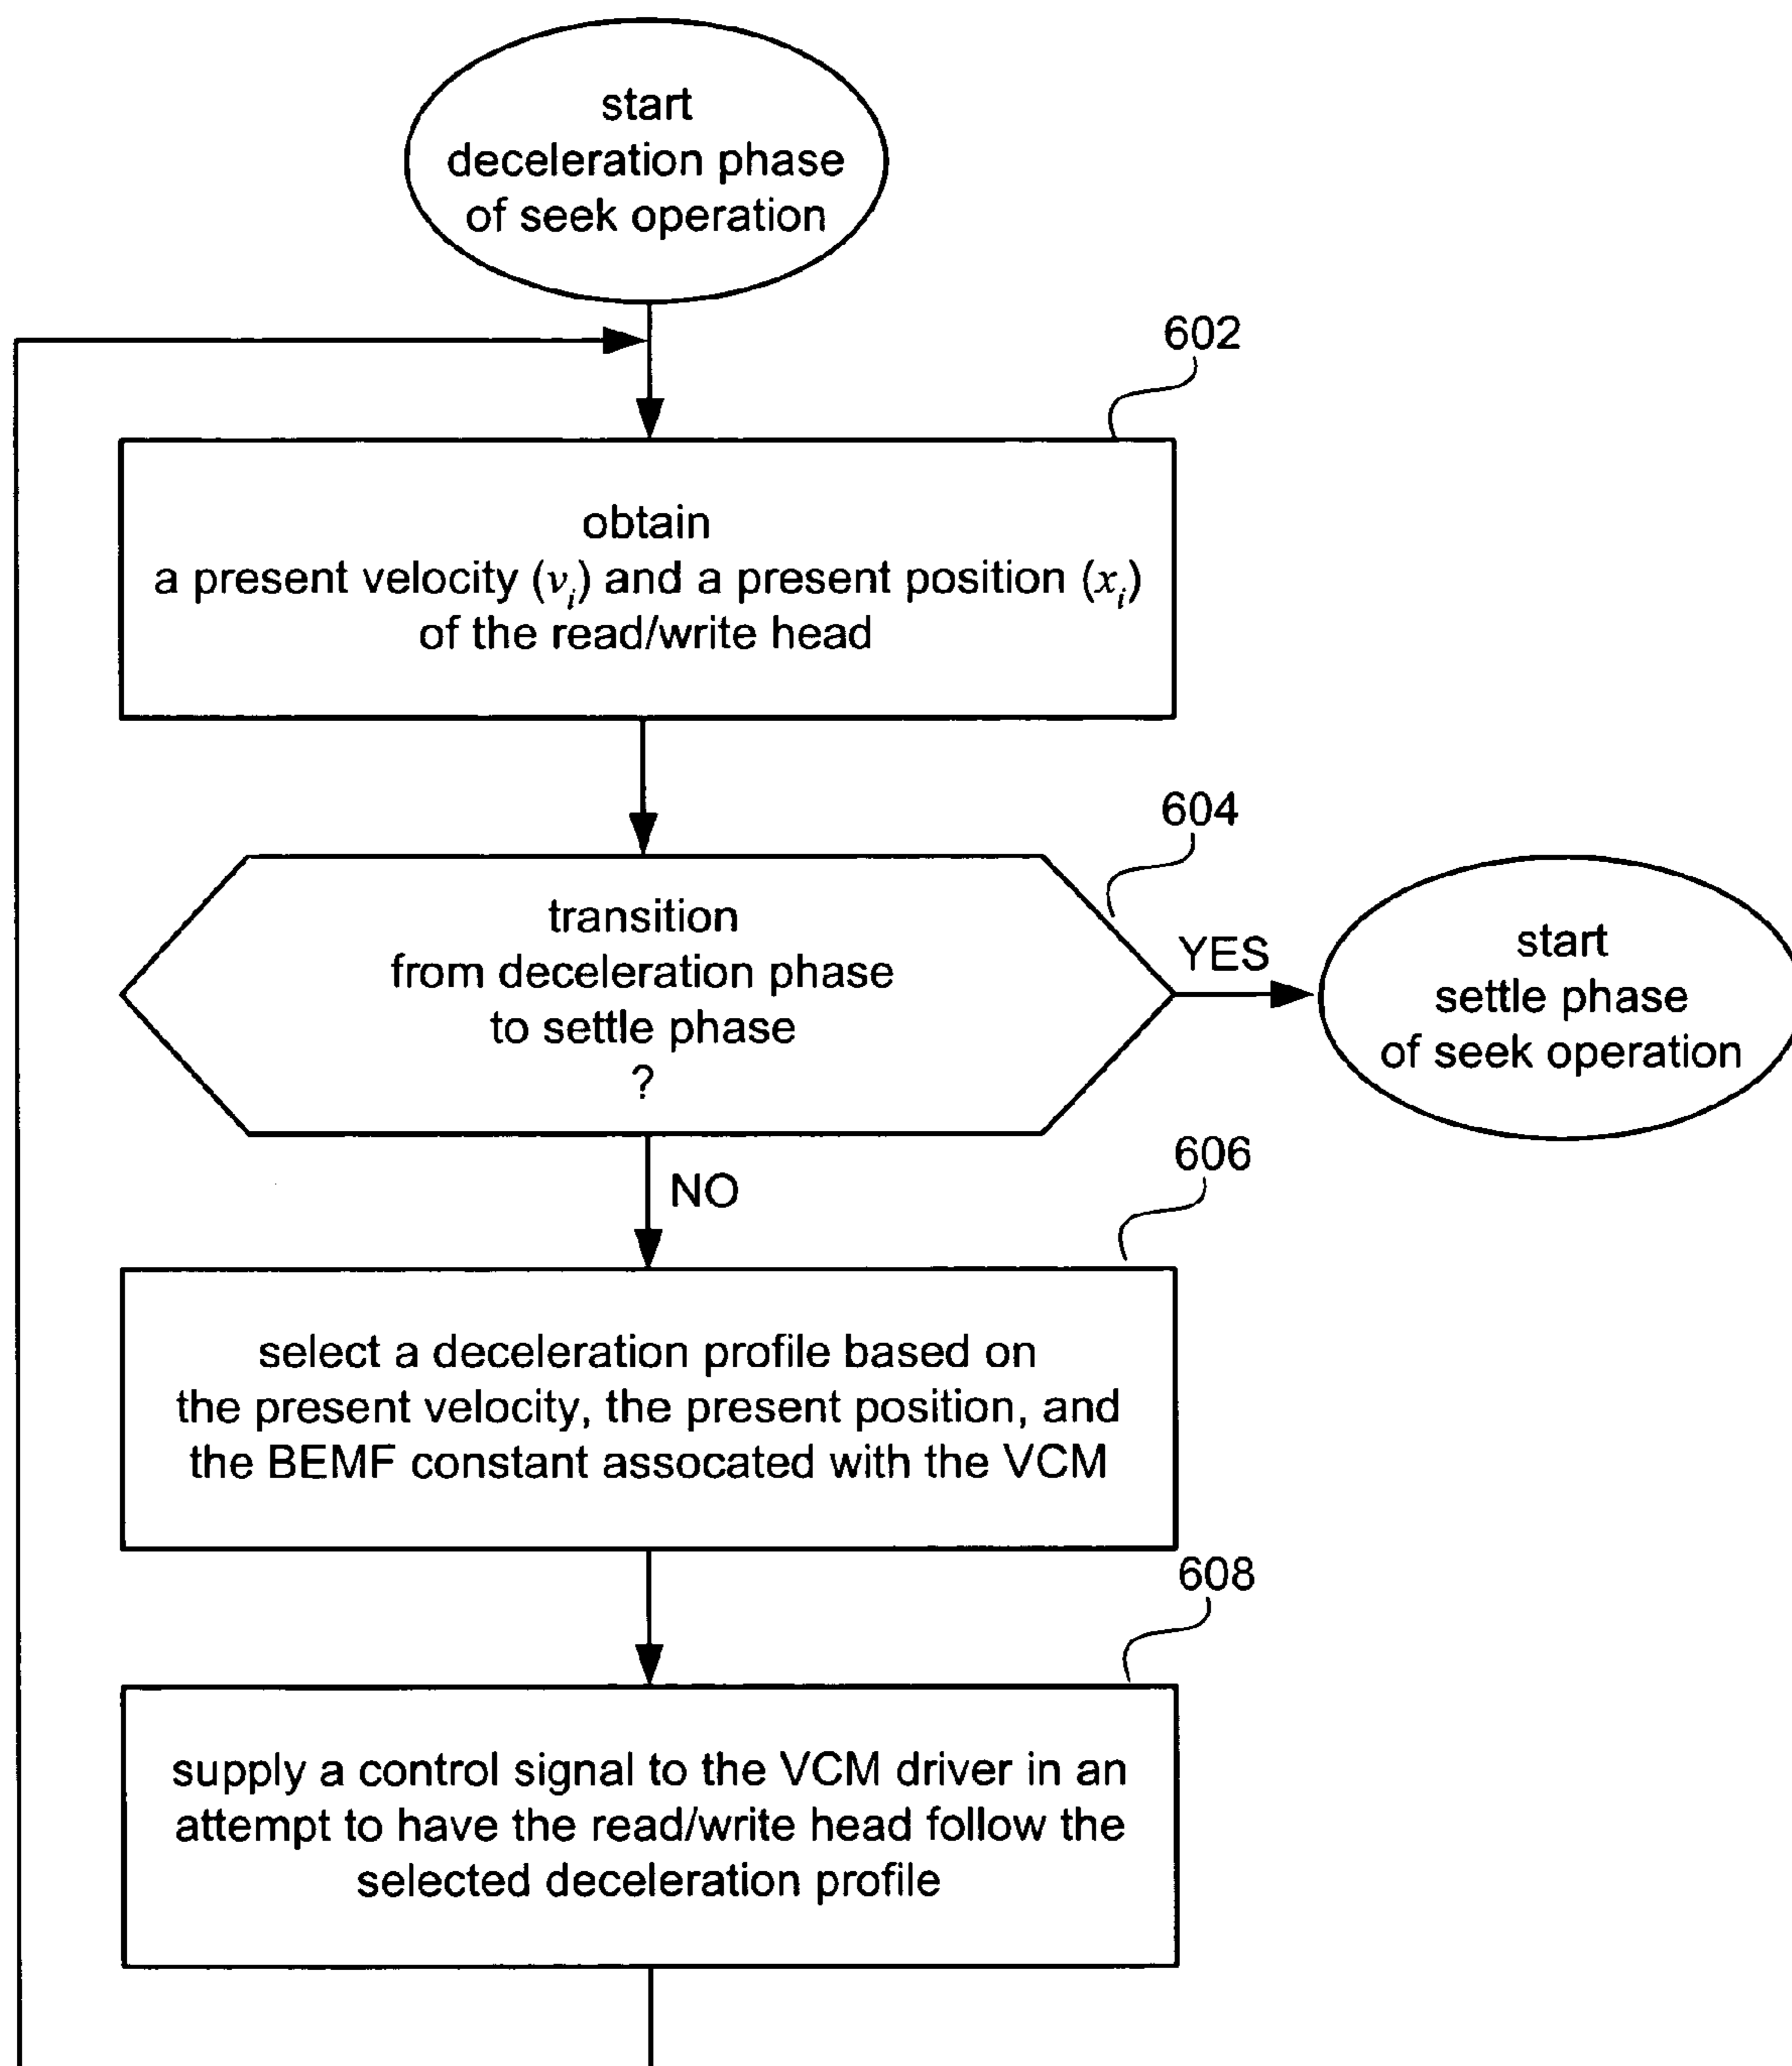 start
deceleration phase
of seek operation
602
obtain
a present velocity (vi) and a present position (xi)
of the read/write head
604
transition
from deceleration phase
to settle phase
?
YES
start
settle phase
of seek operation
NO
606
select a deceleration profile based on
the present velocity, the present position, and
the BEMF constant assocated with the VCM
608
supply a control signal to the VCM driver in an
attempt to have the read/write head follow the
selected deceleration profile